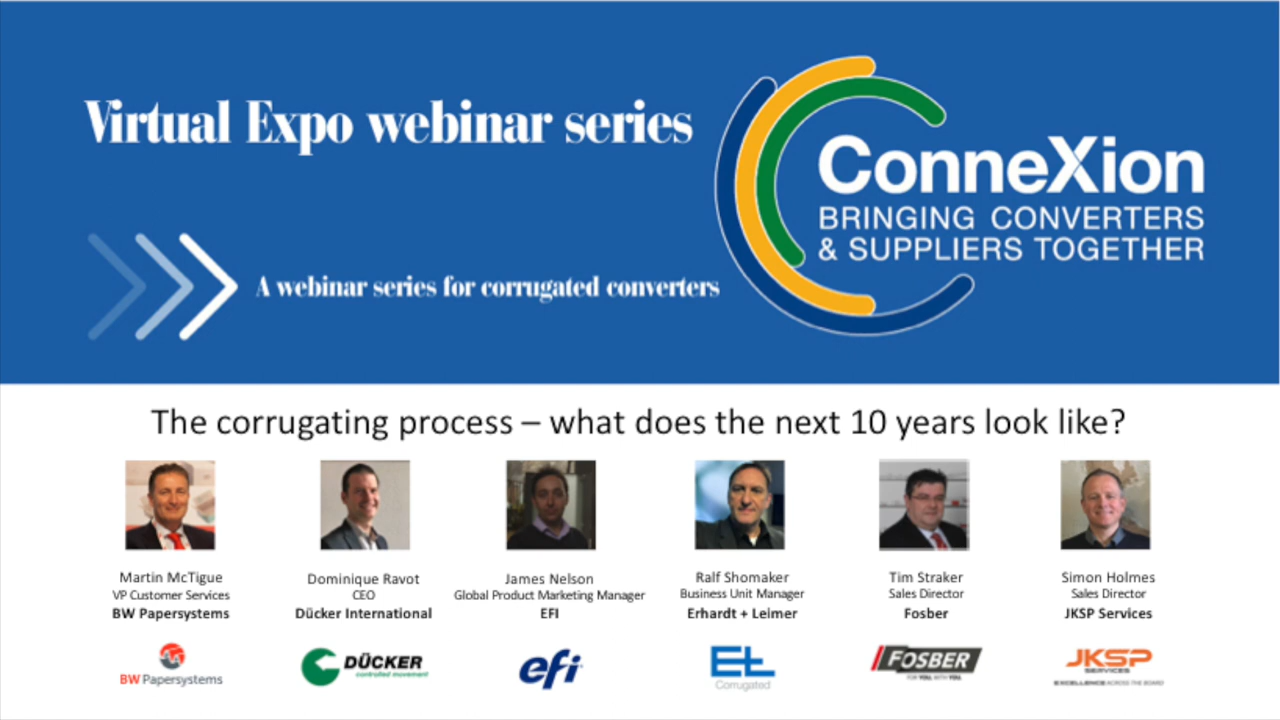 Virtual Expo webinar series
ConneXion
BRINGING CONVERTERS
& SUPPLIERS TOGETHER
A webinar series for corrugated converters
The corrugating process – what does the next 10 years look like?
Martin McTigue
VP Customer Services
BW Papersystems
Dominique Ravot
CEO
Dücker International
James Nelson
Global Product Marketing Manager
EFI
Ralf Shomaker
Business Unit Manager
Erhardt + Leimer
Tim Straker
Sales Director
Fosber
Simon Holmes
Sales Director
JKSP Services
BW Papersystems
DÜCKER
controlled movement
efi
E+L
Corrugated
FOSBER
FOR YOU, WITH YOU
JKSP
SERVICES
EXCELLENCE ACROSS THE BOARD